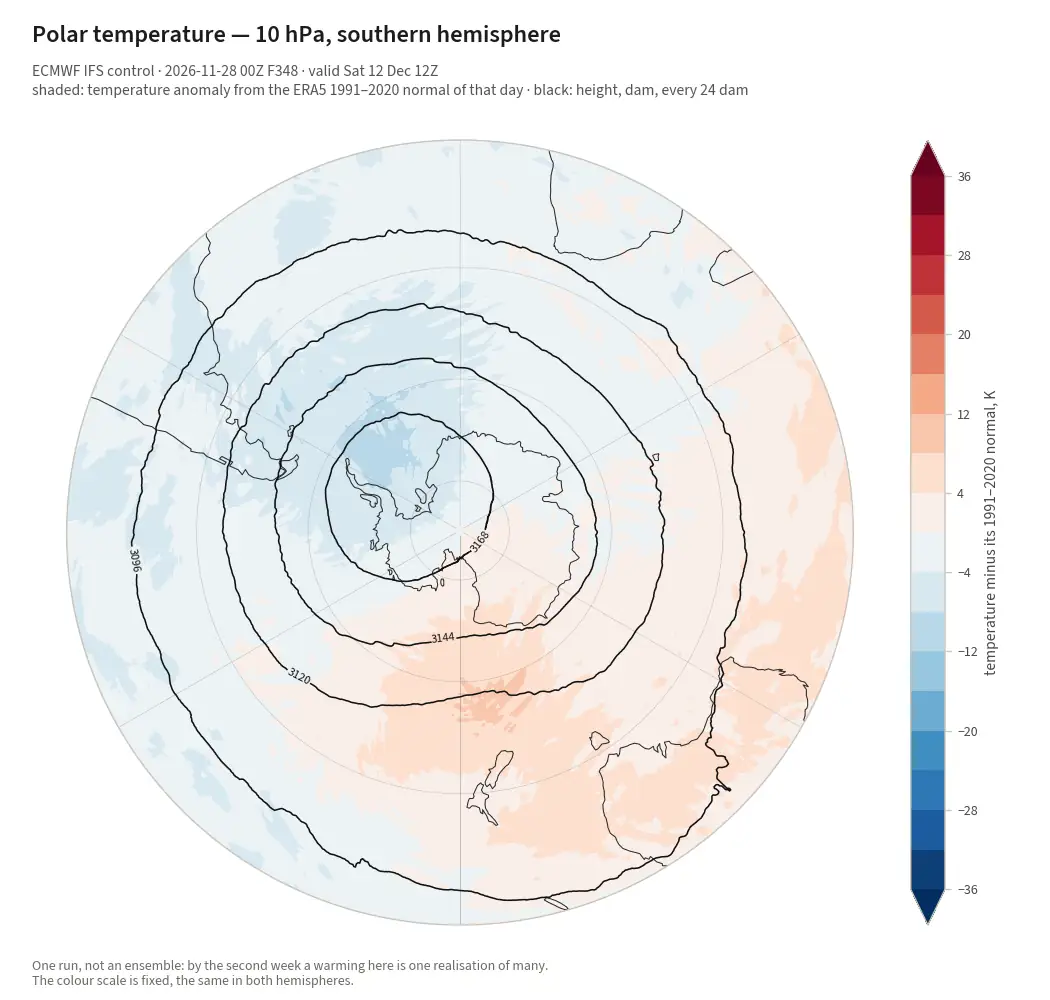 Polar temperature — 10 hPa, southern hemisphere
ECMWF IFS control · 2026-11-28 00Z F348 · valid Sat 12 Dec 12Z
shaded: temperature anomaly from the ERA5 1991–2020 normal of that day · black: height, dam, every 24 dam
36
28
20
12
4
−4
−12
−20
−28
−36
temperature minus its 1991–2020 normal, K
3096
3168
3144
3120
One run, not an ensemble: by the second week a warming here is one realisation of many.
The colour scale is fixed, the same in both hemispheres.